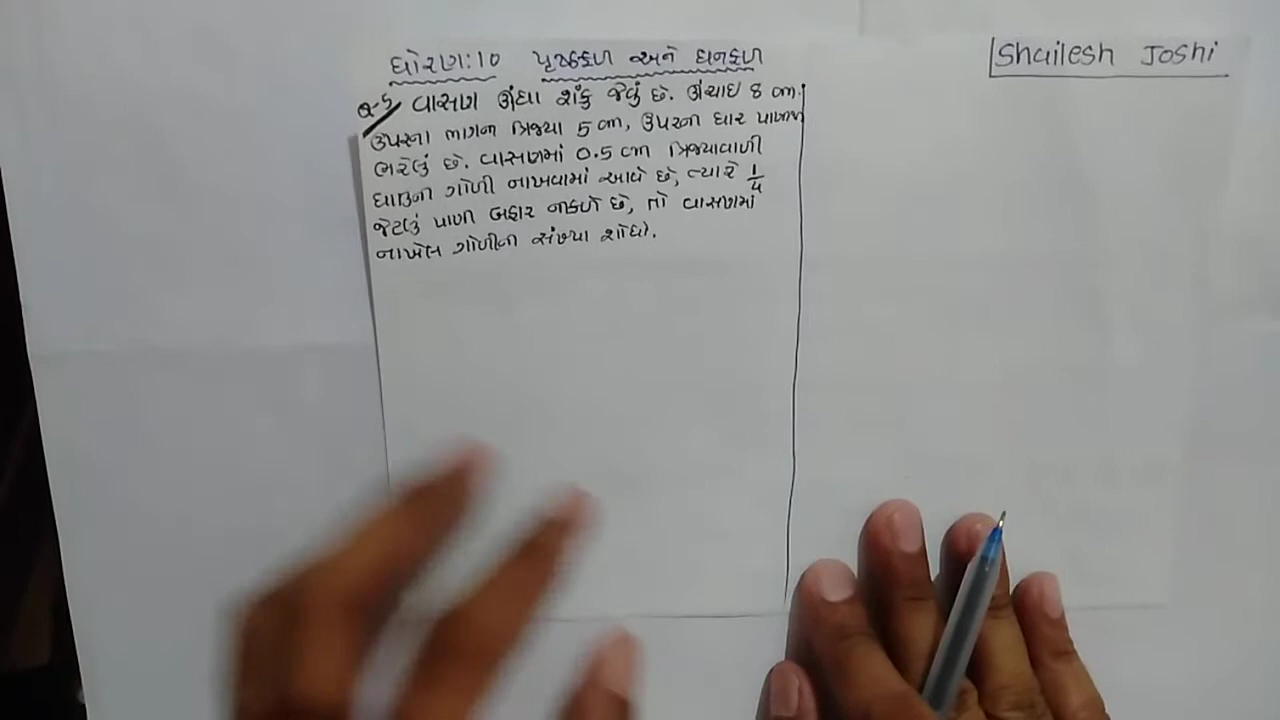 ધોરણ:10 પૃષ્ઠફળ અને ઘનફળ
Shailesh Joshi
Q-5 વાસણ ઊંધા શંકુ જેવું છે. ઊંચાઇ 8 cm.
ઉપરના ભાગના ત્રિજ્યા 5 cm, ઉપરની ધાર
ભરેલું છે. વાસણમાં 0.5 cm ત્રિજ્યાવાળી
ધાતુની ગોળી નાખવામાં આવે છે, ત્યારે 1/4
જેટલું પાણી બહાર નીકળે છે, તો વાસણમાં
નાખેલ ગોળીની સંખ્યા શોધો.